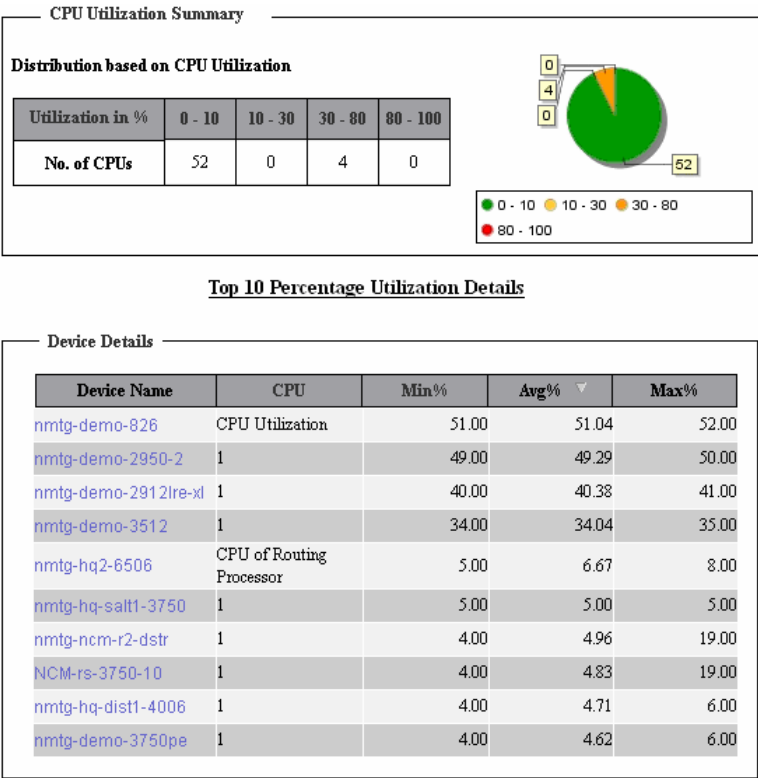 CPU Utilization Summary
Distribution based on CPU Utilization
Utilization in % 0 - 10 10 - 30 30 - 80 80 - 100
No. of CPUs 52 0 4 0
0
4
0
52
0 - 10 10 - 30 30 - 80
80 - 100
Top 10 Percentage Utilization Details
Device Details
Device Name CPU Min% Avg% Max%
nmtg-demo-826 CPU Utilization 51.00 51.04 52.00
nmtg-demo-2950-2 1 49.00 49.29 50.00
nmtg-demo-2912lre-xl 1 40.00 40.38 41.00
nmtg-demo-3512 1 34.00 34.04 35.00
nmtg-hq2-6506 CPU of Routing Processor 5.00 6.67 8.00
nmtg-hq-salt1-3750 1 5.00 5.00 5.00
nmtg-ncm-r2-dstr 1 4.00 4.96 19.00
NCM-rs-3750-10 1 4.00 4.83 19.00
nmtg-hq-dist1-4006 1 4.00 4.71 6.00
nmtg-demo-3750pe 1 4.00 4.62 6.00